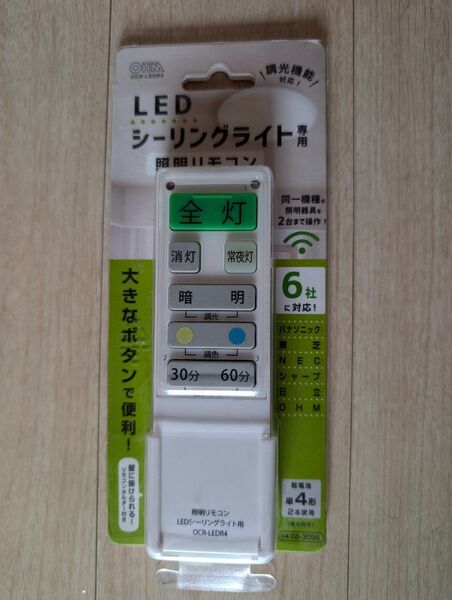 OHM
OCR-LEDR4
調光機能
対応!
LED
シーリングライト専用
照明リモコン
同一機種の
照明器具を
2台まで操作!
6社
に対応!
パナソニック
東芝
NEC
シャープ
日立
OHM
大きなボタンで便利!
壁に掛けられる!
リモコンホルダー付き
1
全灯
消灯
常夜灯
暗 明
調光
調色
2 3
30分 60分
照明リモコン
LEDシーリングライト用
OCR-LEDR4
乾電池
単4形
2本使用
08-3098